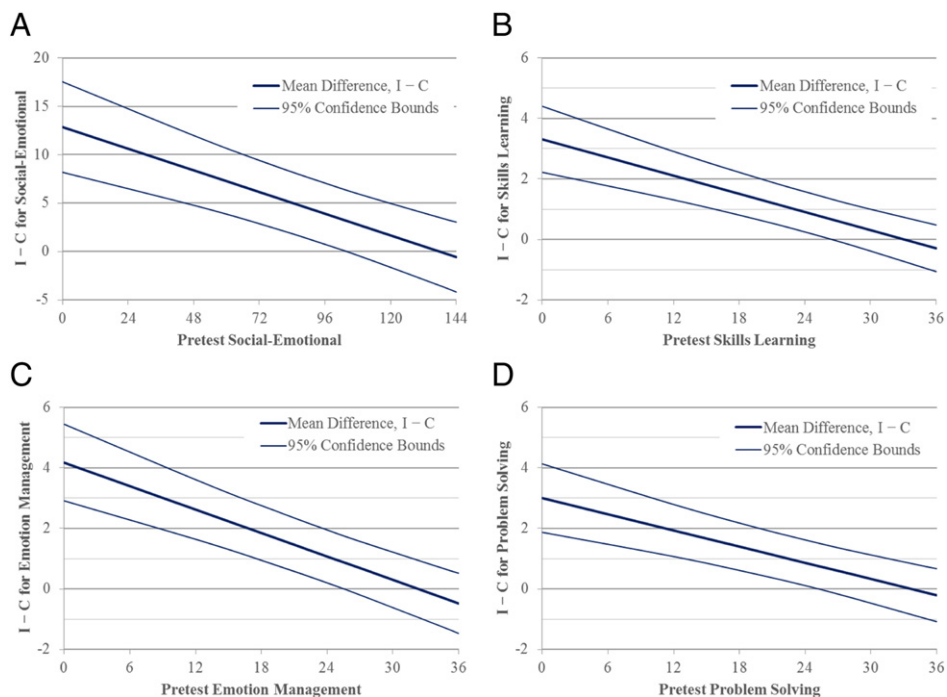 A
20
15
10
5
0
-5
0 24 48 72 96 120 144
I – C for Social-Emotional
Pretest Social-Emotional
Mean Difference, I – C
95% Confidence Bounds
B
6
4
2
0
-2
0 6 12 18 24 30 36
I – C for Skills Learning
Pretest Skills Learning
Mean Difference, I – C
95% Confidence Bounds
C
6
4
2
0
-2
0 6 12 18 24 30 36
I – C for Emotion Management
Pretest Emotion Management
Mean Difference, I – C
95% Confidence Bounds
D
6
4
2
0
-2
0 6 12 18 24 30 36
I – C for Problem Solving
Pretest Problem Solving
Mean Difference, I – C
95% Confidence Bounds